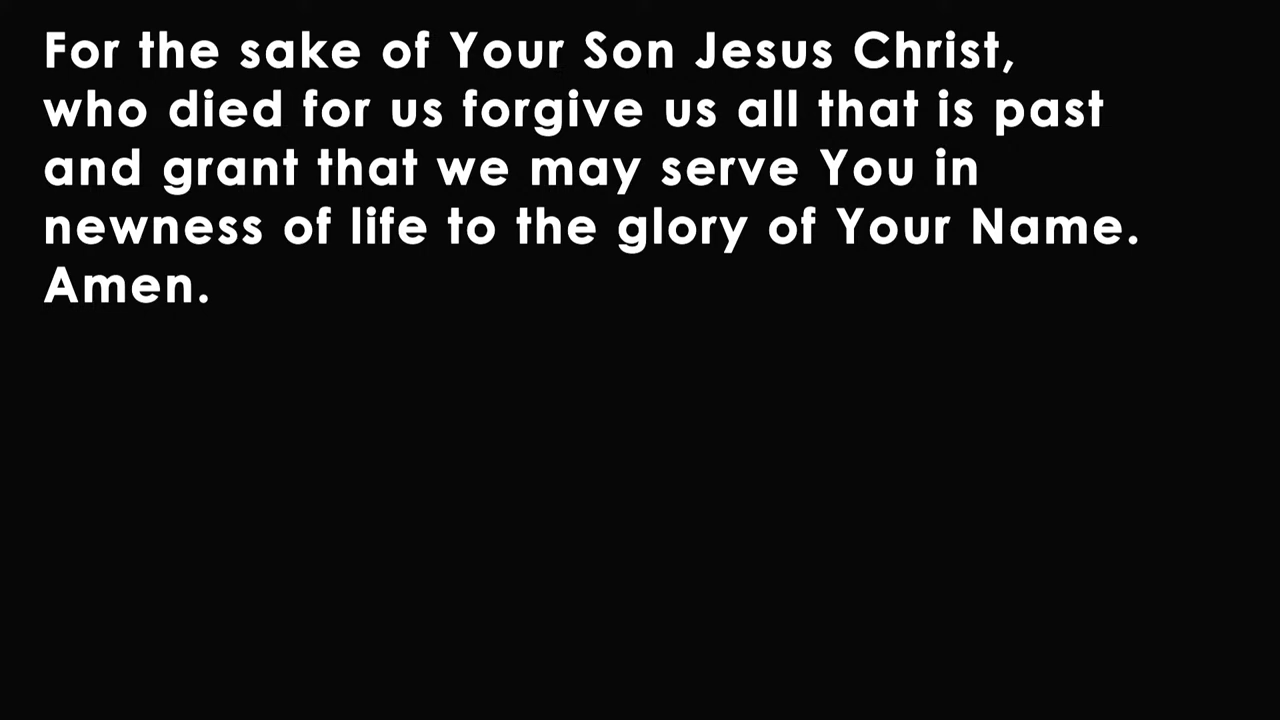 For the sake of Your Son Jesus Christ,
who died for us forgive us all that is past
and grant that we may serve You in
newness of life to the glory of Your Name.
Amen.